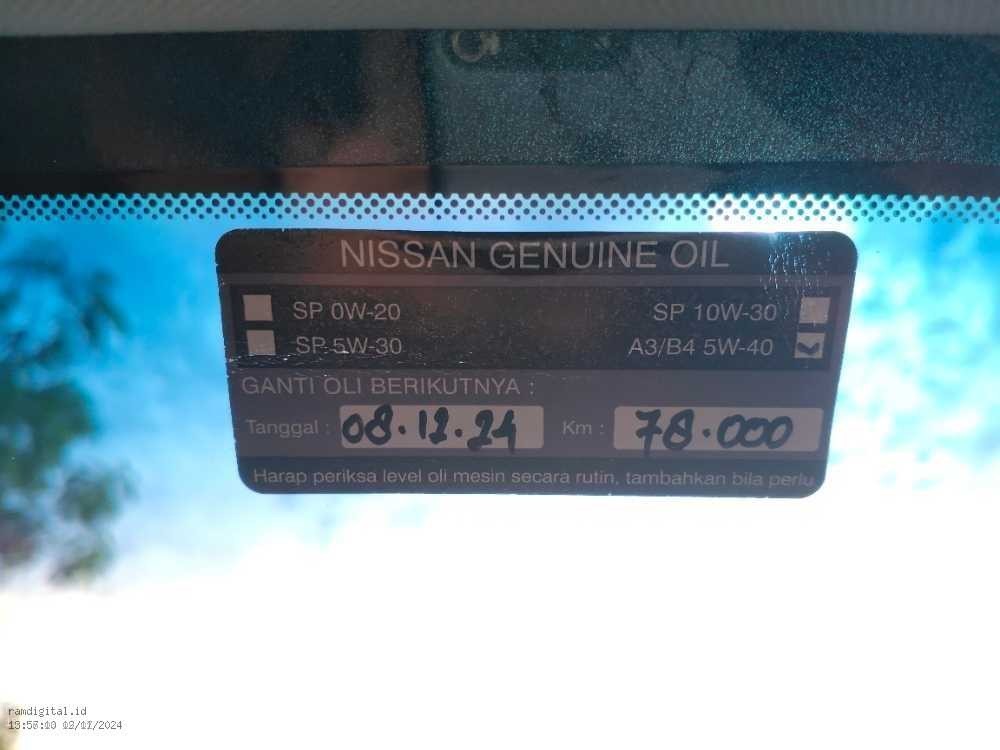 NISSAN GENUINE OIL
SP 0W-20 SP 10W-30
SP 5W-30 A3/B4 5W-40
GANTI OLI BERIKUTNYA :
Tanggal : 08.12.24 Km : 78.000
Harap periksa level oli mesin secara rutin, tambahkan bila perlu
ramdigital.id